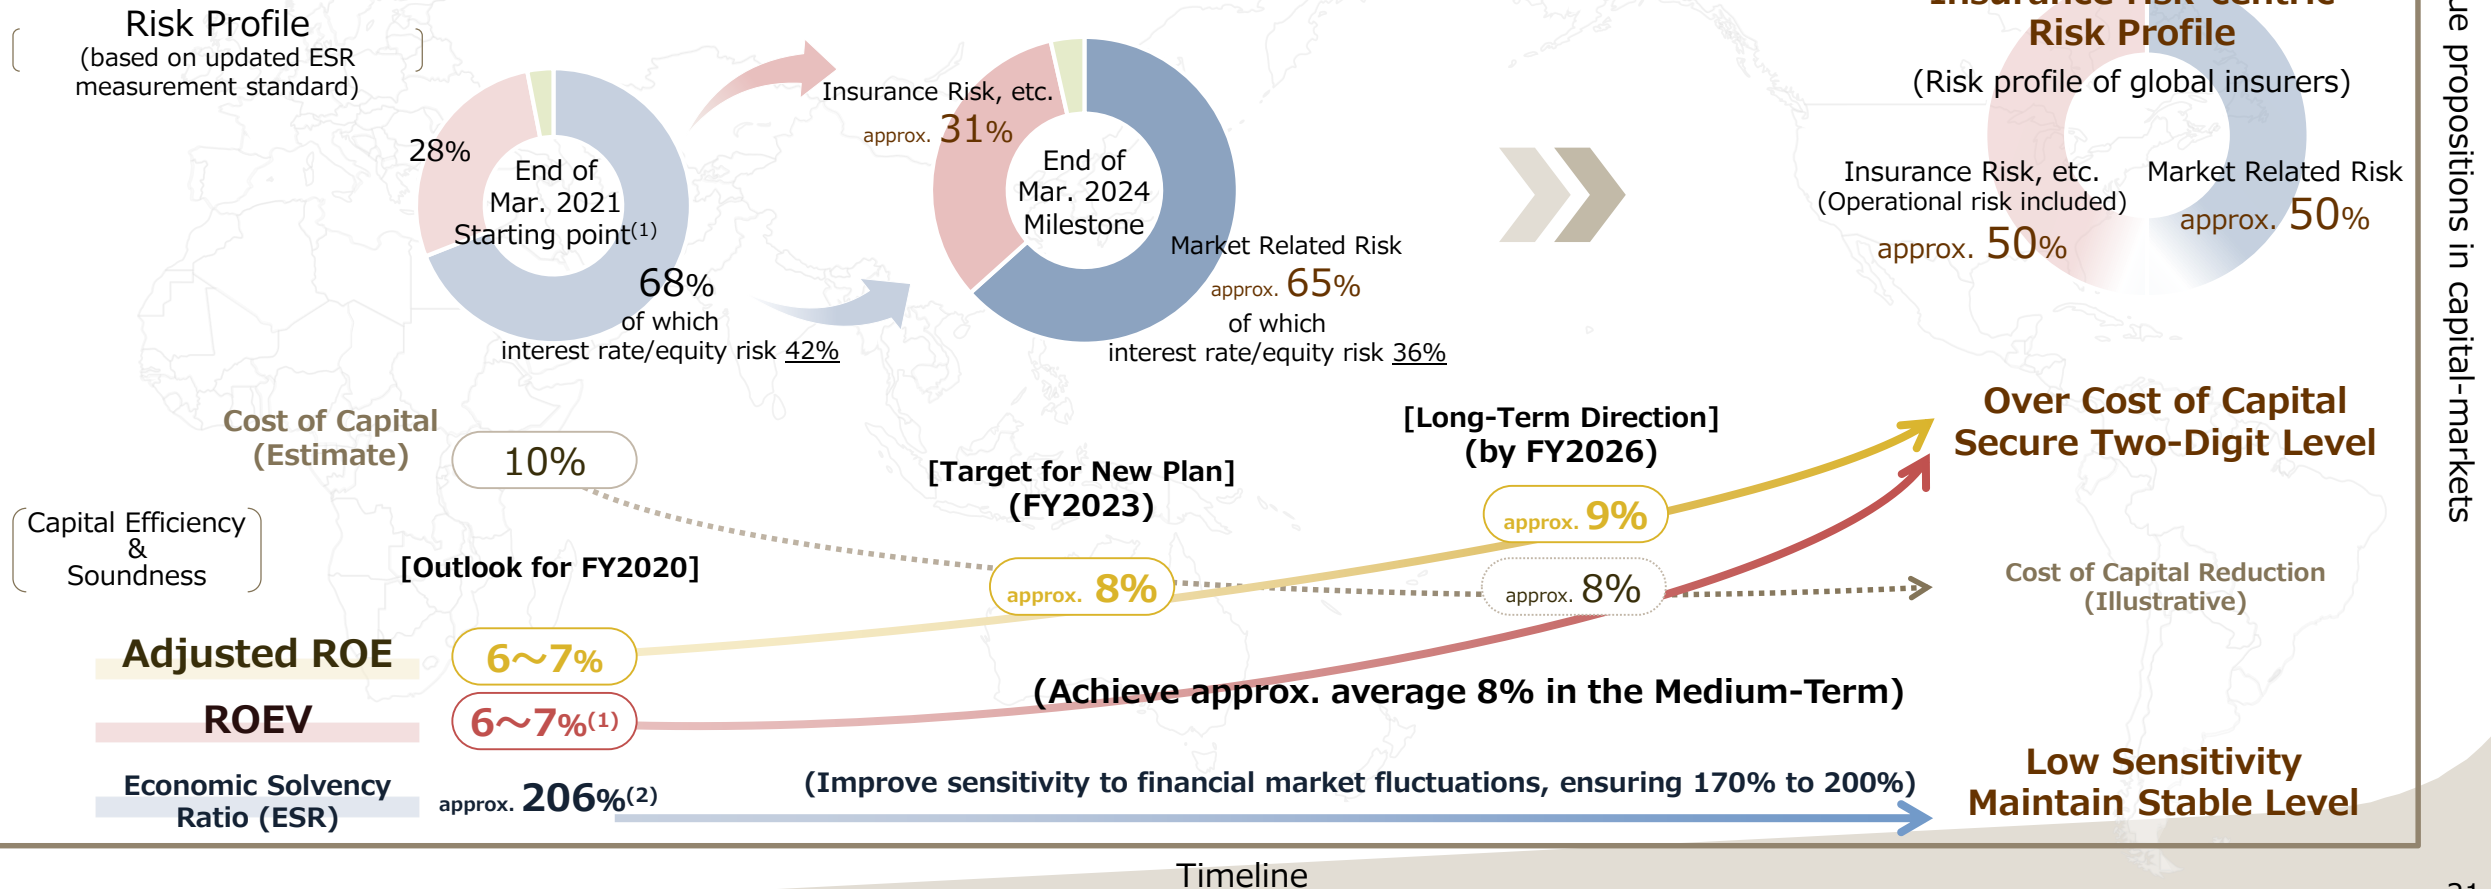 Risk Profile
(based on updated ESR
measurement standard)
28%
End of
Mar. 2021
Starting point(1)
68%
of which
interest rate/equity risk 42%
Insurance Risk, etc.
approx. 31%
End of
Mar. 2024
Milestone
Market Related Risk
approx. 65%
of which
interest rate/equity risk 36%
Risk Profile
(Risk profile of global insurers)
Insurance Risk, etc.
(Operational risk included)
approx. 50%
Market Related Risk
approx. 50%
Cost of Capital
(Estimate)
10%
[Target for New Plan]
(FY2023)
[Long-Term Direction]
(by FY2026)
Over Cost of Capital
Secure Two-Digit Level
Capital Efficiency
&
Soundness
[Outlook for FY2020]
approx. 8%
approx. 9%
approx. 8%
Cost of Capital Reduction
(Illustrative)
Adjusted ROE
6～7%
ROEV
6～7%(1)
(Achieve approx. average 8% in the Medium-Term)
Economic Solvency
Ratio (ESR)
approx. 206%(2)
(Improve sensitivity to financial market fluctuations, ensuring 170% to 200%)
Low Sensitivity
Maintain Stable Level
Timeline
propositions in capital-markets